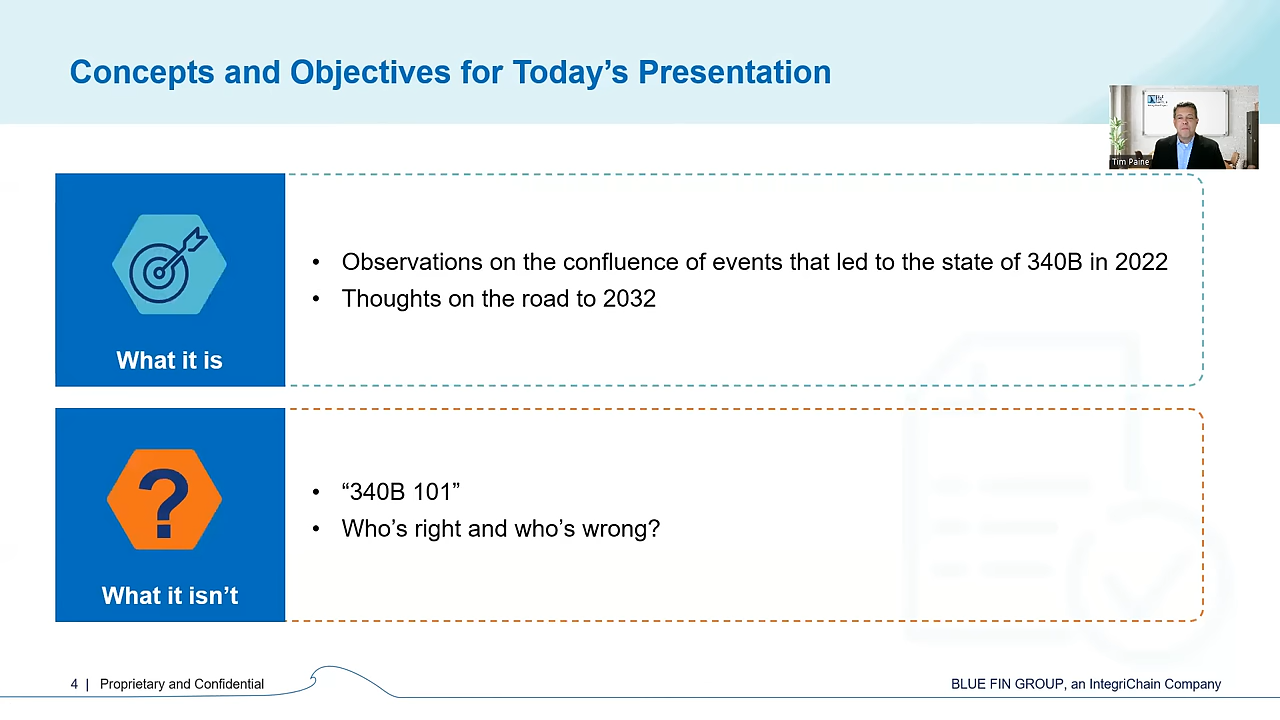 Concepts and Objectives for Today’s Presentation
Tim Paine
• Observations on the confluence of events that led to the state of 340B in 2022
• Thoughts on the road to 2032
What it is
• “340B 101”
• Who’s right and who’s wrong?
What it isn’t
4 | Proprietary and Confidential
BLUE FIN GROUP, an IntegriChain Company